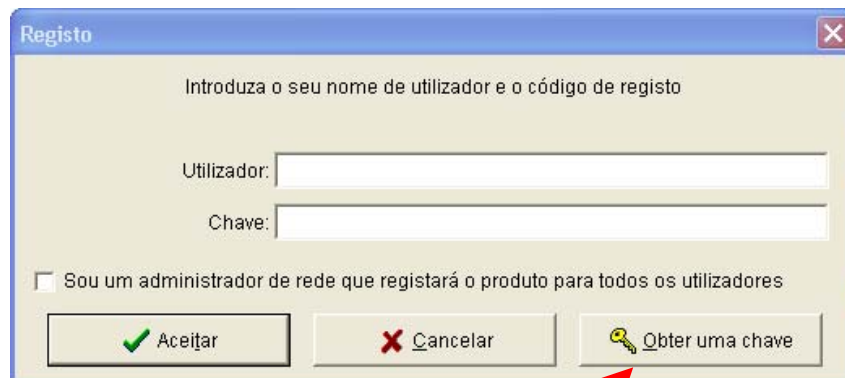 Registo
Introduza o seu nome de utilizador e o código de registo
Utilizador:
Chave:
Sou um administrador de rede que registará o produto para todos os utilizadores
Aceitar Cancelar Obter uma chave